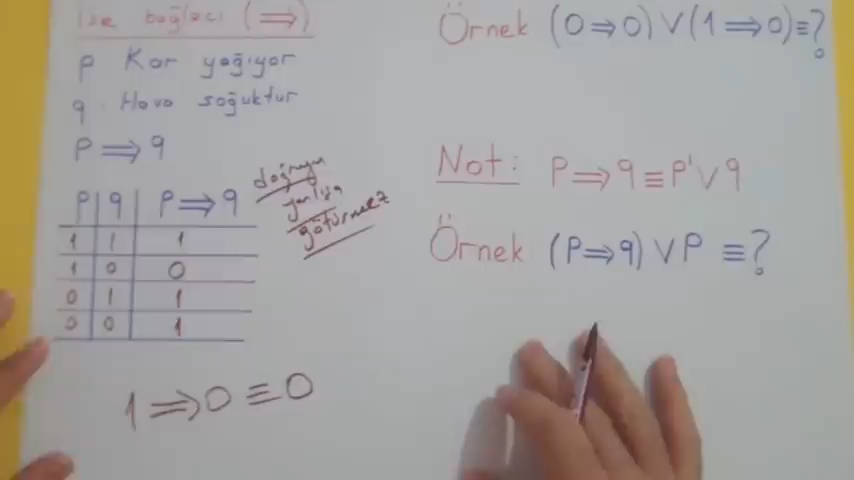 İse bağlacı (⇒)
p Kar yağıyor
q: Hava soğuktur
P ⇒ q
P q P ⇒ q
1 1 1
1 0 0
0 1 1
0 0 1
doğruyu
yanlışa
götürmez
1 ⇒ 0 ≡ 0
Örnek (0 ⇒ 0) ∨ (1 ⇒ 0) ≡ ?
Not: P ⇒ q ≡ P' ∨ q
Örnek (P ⇒ q) ∨ P ≡ ?